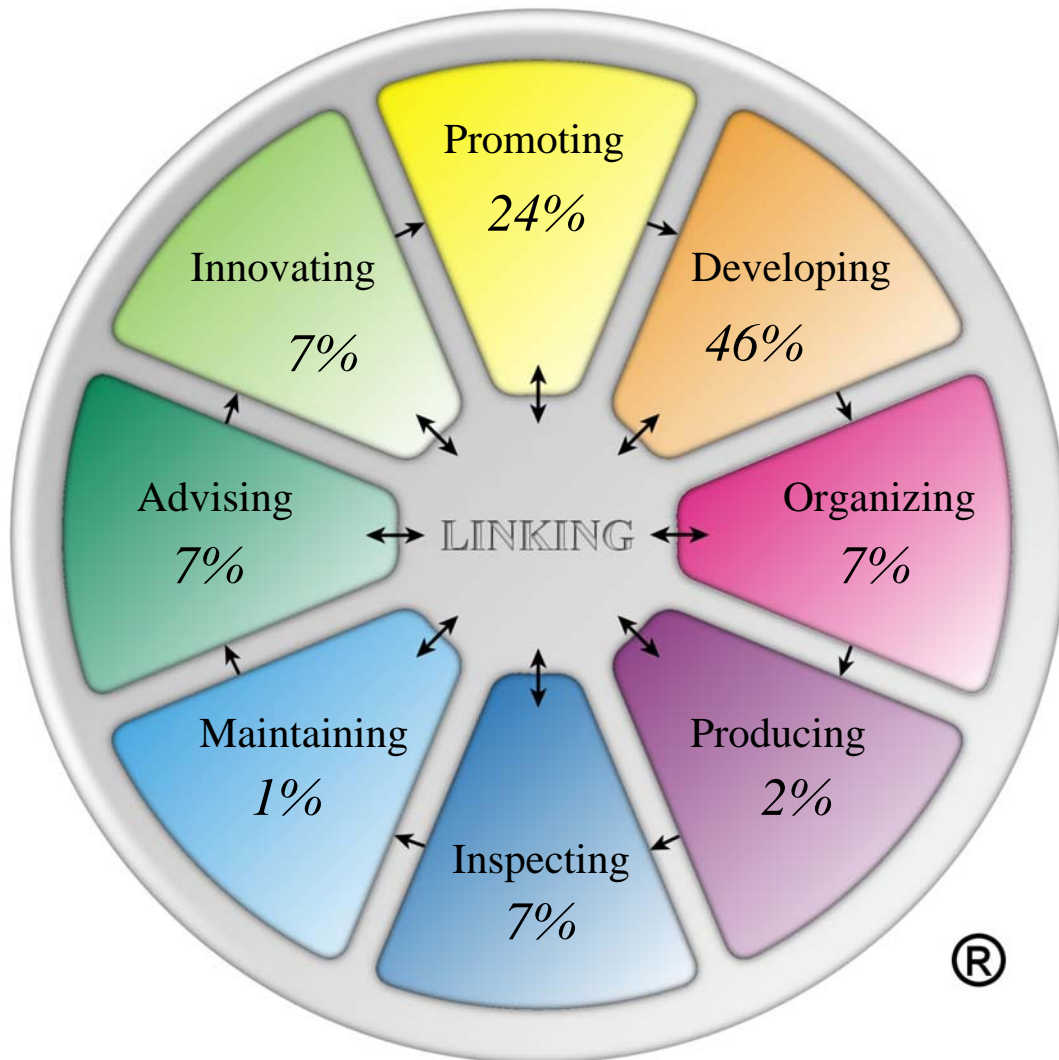 Promoting
24%
Developing
46%
Innovating
7%
Advising
7%
LINKING
Organizing
7%
Maintaining
1%
Producing
2%
Inspecting
7%
®